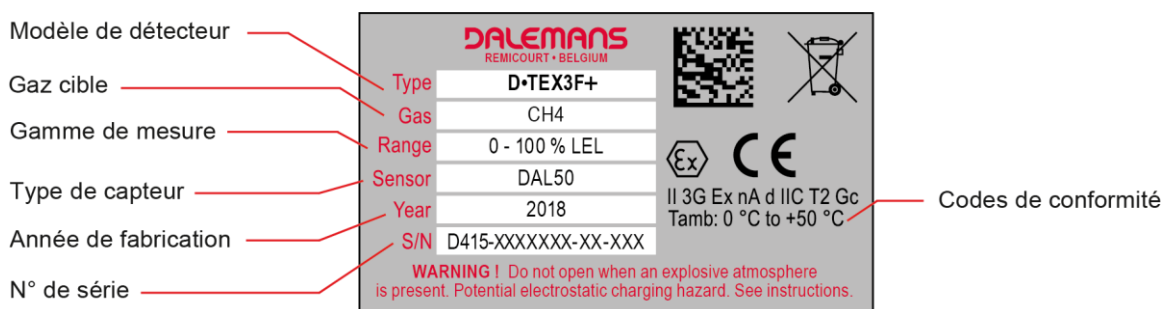 Modèle de détecteur
Gaz cible
Gamme de mesure
Type de capteur
Année de fabrication
N° de série
DALEMANS
REMICOURT • BELGIUM
Type D•TEX3F+
Gas CH4
Range 0 - 100 % LEL
Sensor DAL50
Year 2018
S/N D415-XXXXXXX-XX-XXX
Ex CE
II 3G Ex nA d IIC T2 Gc
Tamb: 0 °C to +50 °C
WARNING ! Do not open when an explosive atmosphere
is present. Potential electrostatic charging hazard. See instructions.
Codes de conformité